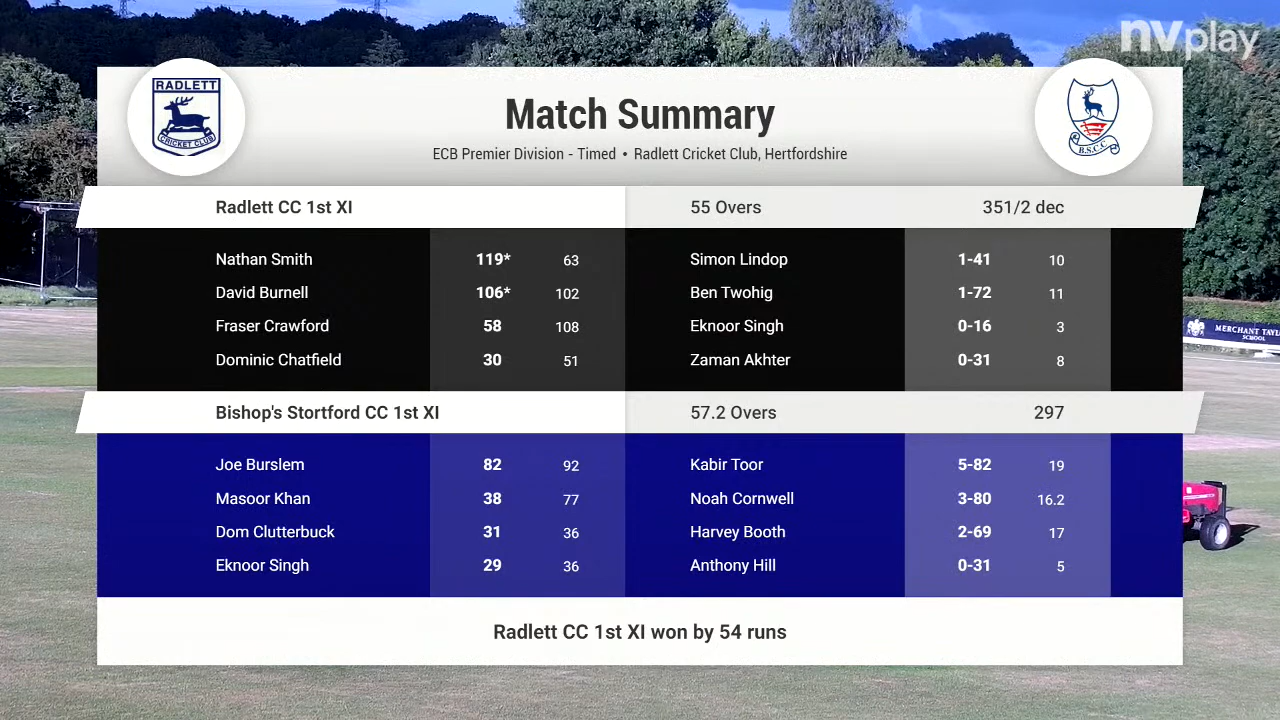 nvplay
RADLETT
CRICKET CLUB
B.S.C.C
Match Summary
ECB Premier Division - Timed • Radlett Cricket Club, Hertfordshire
Radlett CC 1st XI 55 Overs 351/2 dec
Nathan Smith 119* 63 Simon Lindop 1-41 10
David Burnell 106* 102 Ben Twohig 1-72 11
Fraser Crawford 58 108 Eknoor Singh 0-16 3
Dominic Chatfield 30 51 Zaman Akhter 0-31 8
MERCHANT TAYL
SCHOOL
Bishop's Stortford CC 1st XI 57.2 Overs 297
Joe Burslem 82 92 Kabir Toor 5-82 19
Masoor Khan 38 77 Noah Cornwell 3-80 16.2
Dom Clutterbuck 31 36 Harvey Booth 2-69 17
Eknoor Singh 29 36 Anthony Hill 0-31 5
Radlett CC 1st XI won by 54 runs